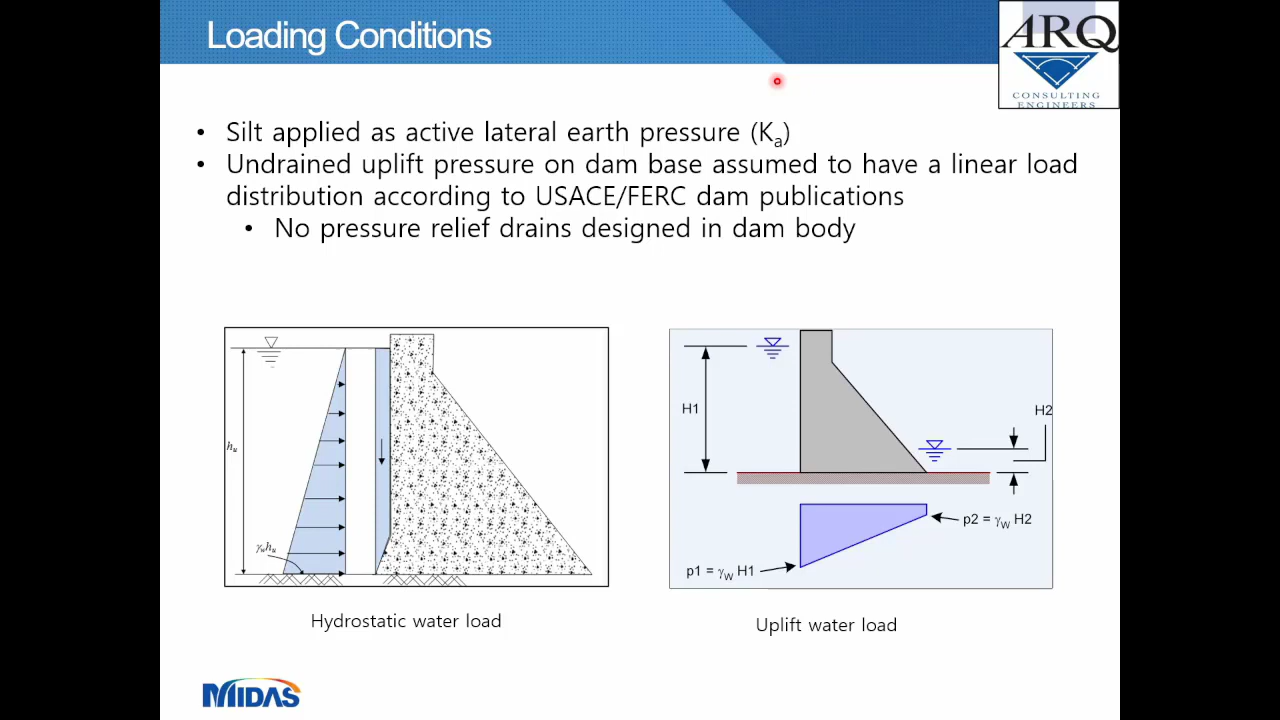 Loading Conditions
ARQ
CONSULTING
ENGINEERS
• Silt applied as active lateral earth pressure (Ka)
• Undrained uplift pressure on dam base assumed to have a linear load
distribution according to USACE/FERC dam publications
• No pressure relief drains designed in dam body
hu
γwhu
Hydrostatic water load
H1
H2
p2 = γW H2
p1 = γW H1
Uplift water load
MIDAS